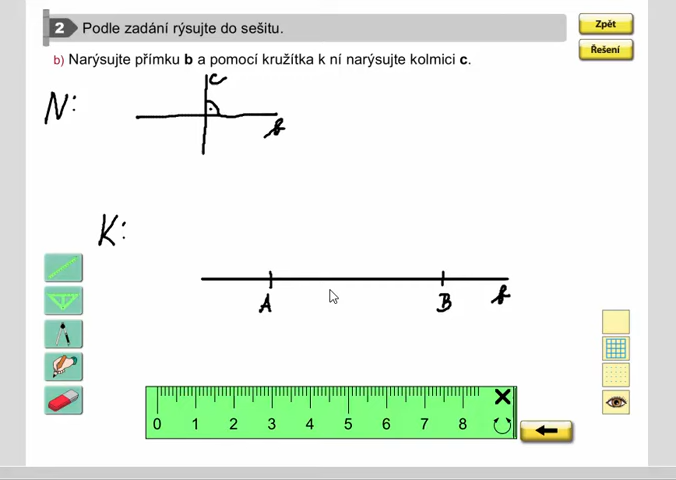 2 Podle zadání rýsujte do sešitu.
Zpět
Řešení
b) Narýsujte přímku b a pomocí kružítka k ní narýsujte kolmici c.
N:
c
b
K:
A B b
0 1 2 3 4 5 6 7 8